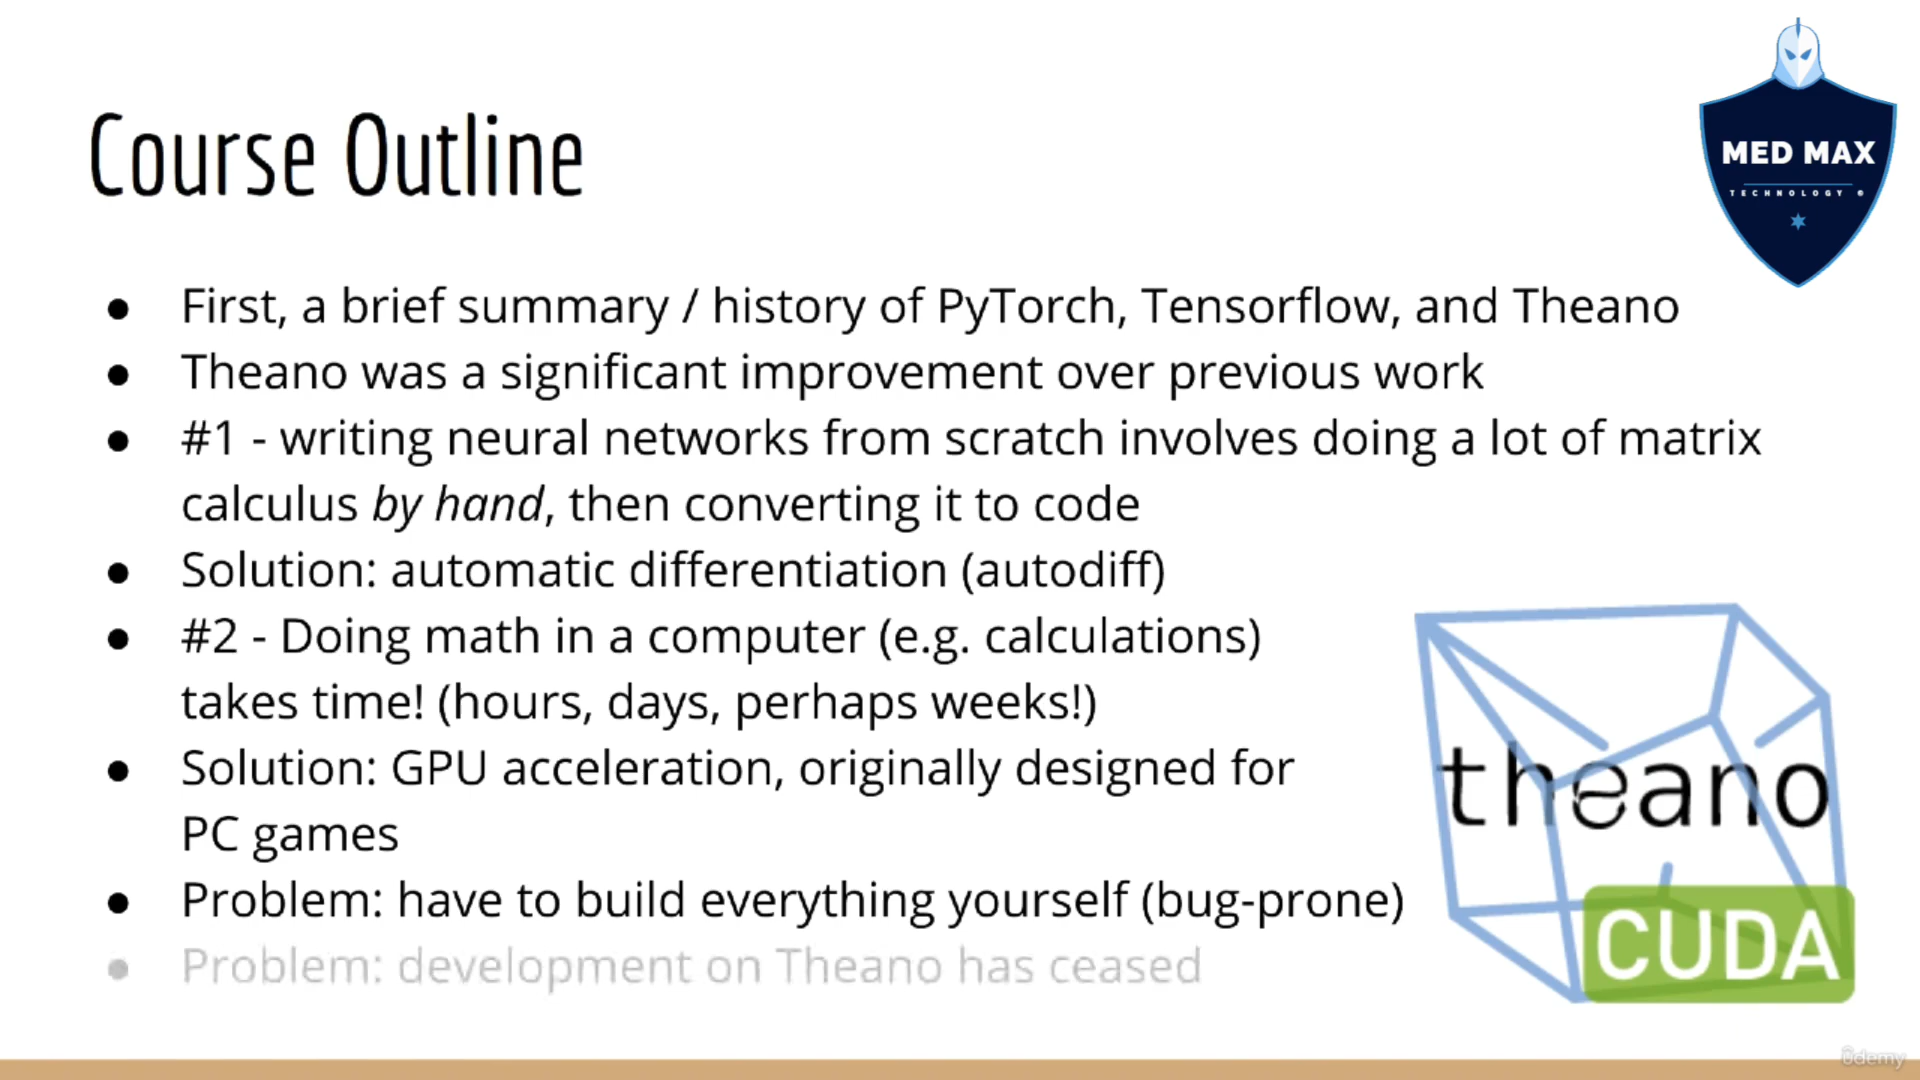 MED MAX
TECHNOLOGY
Course Outline
● First, a brief summary / history of PyTorch, Tensorflow, and Theano
● Theano was a significant improvement over previous work
● #1 - writing neural networks from scratch involves doing a lot of matrix
calculus by hand, then converting it to code
● Solution: automatic differentiation (autodiff)
● #2 - Doing math in a computer (e.g. calculations)
takes time! (hours, days, perhaps weeks!)
● Solution: GPU acceleration, originally designed for
PC games
● Problem: have to build everything yourself (bug-prone)
● Problem: development on Theano has ceased
theano
CUDA
ûdemy